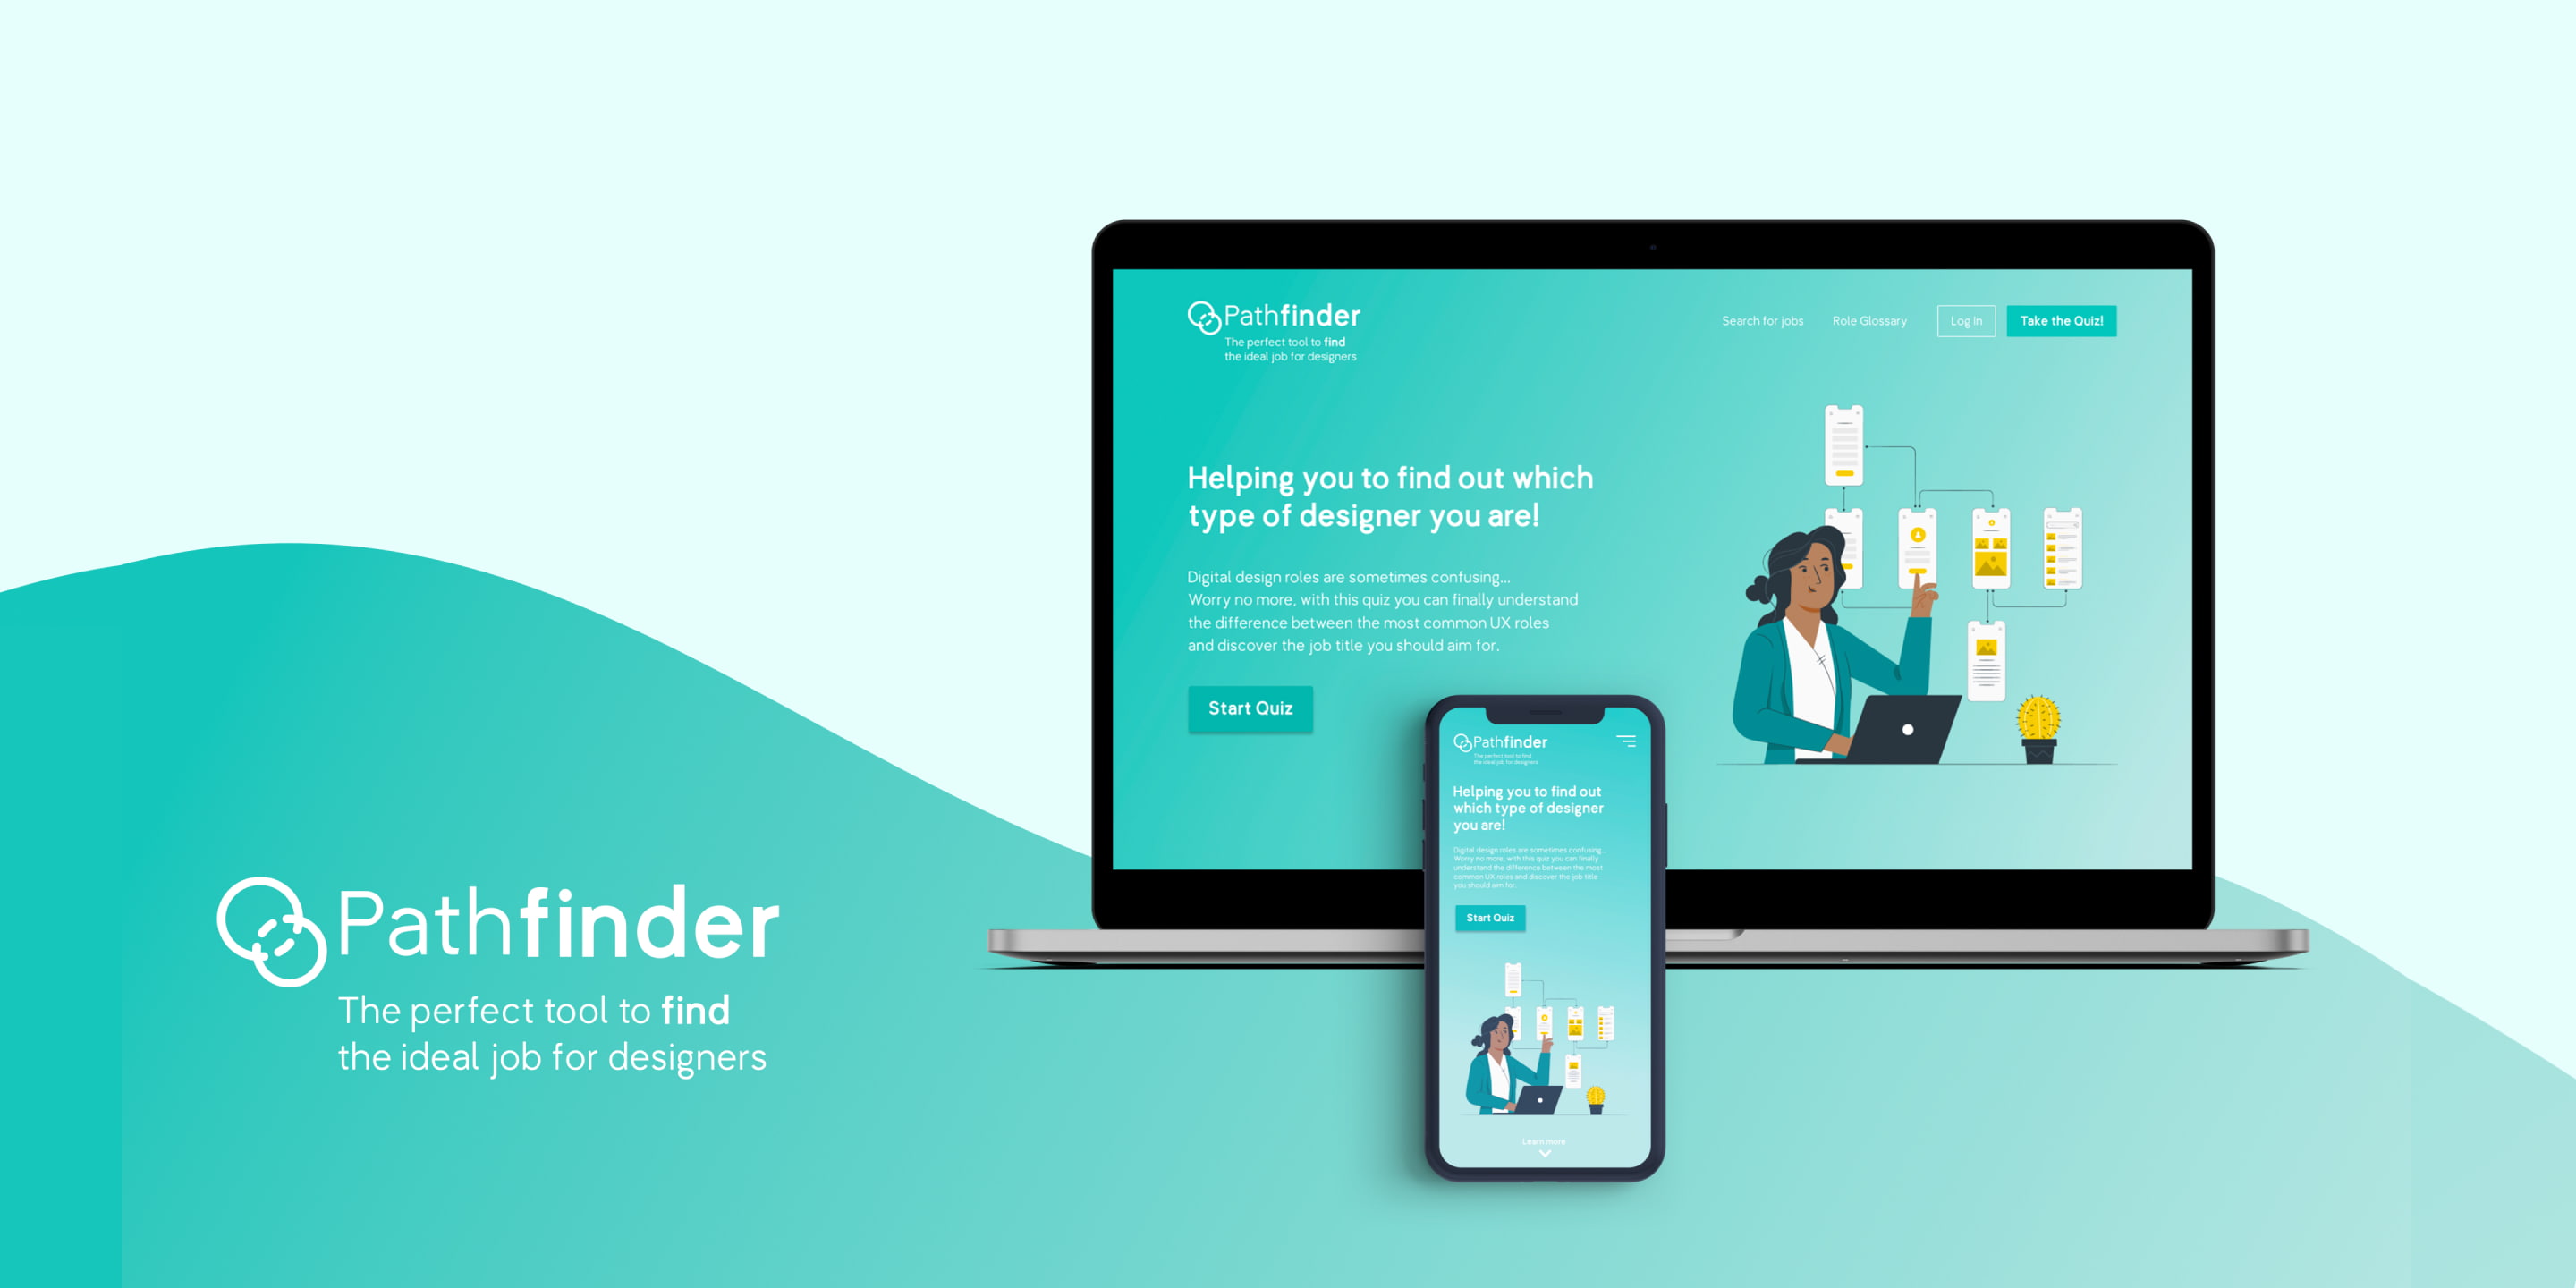 Pathfinder
The perfect tool to find
the ideal job for designers
Pathfinder
The perfect tool to find
the ideal job for designers
Search for jobs
Role Glossary
Log In
Take the Quiz!
Helping you to find out which
type of designer you are!
Digital design roles are sometimes confusing...
Worry no more, with this quiz you can finally understand
the difference between the most common UX roles
and discover the job title you should aim for.
Start Quiz
Pathfinder
The perfect tool to find
the ideal job for designers
Helping you to find out
which type of designer
you are!
Digital design roles are sometimes confusing...
Worry no more, with this quiz you can finally
understand the difference between the most
common UX roles and discover the job title
you should aim for.
Start Quiz
Learn more